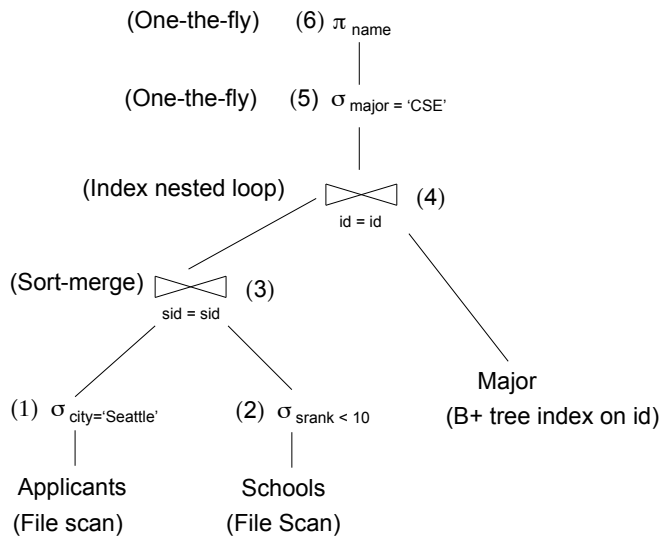 (One-the-fly) (6) π name
(One-the-fly) (5) σ major = ‘CSE’
(Index nested loop) (4)
id = id
(Sort-merge) (3)
sid = sid
(1) σ city=‘Seattle’ (2) σ srank < 10
Major
(B+ tree index on id)
Applicants Schools
(File scan) (File Scan)